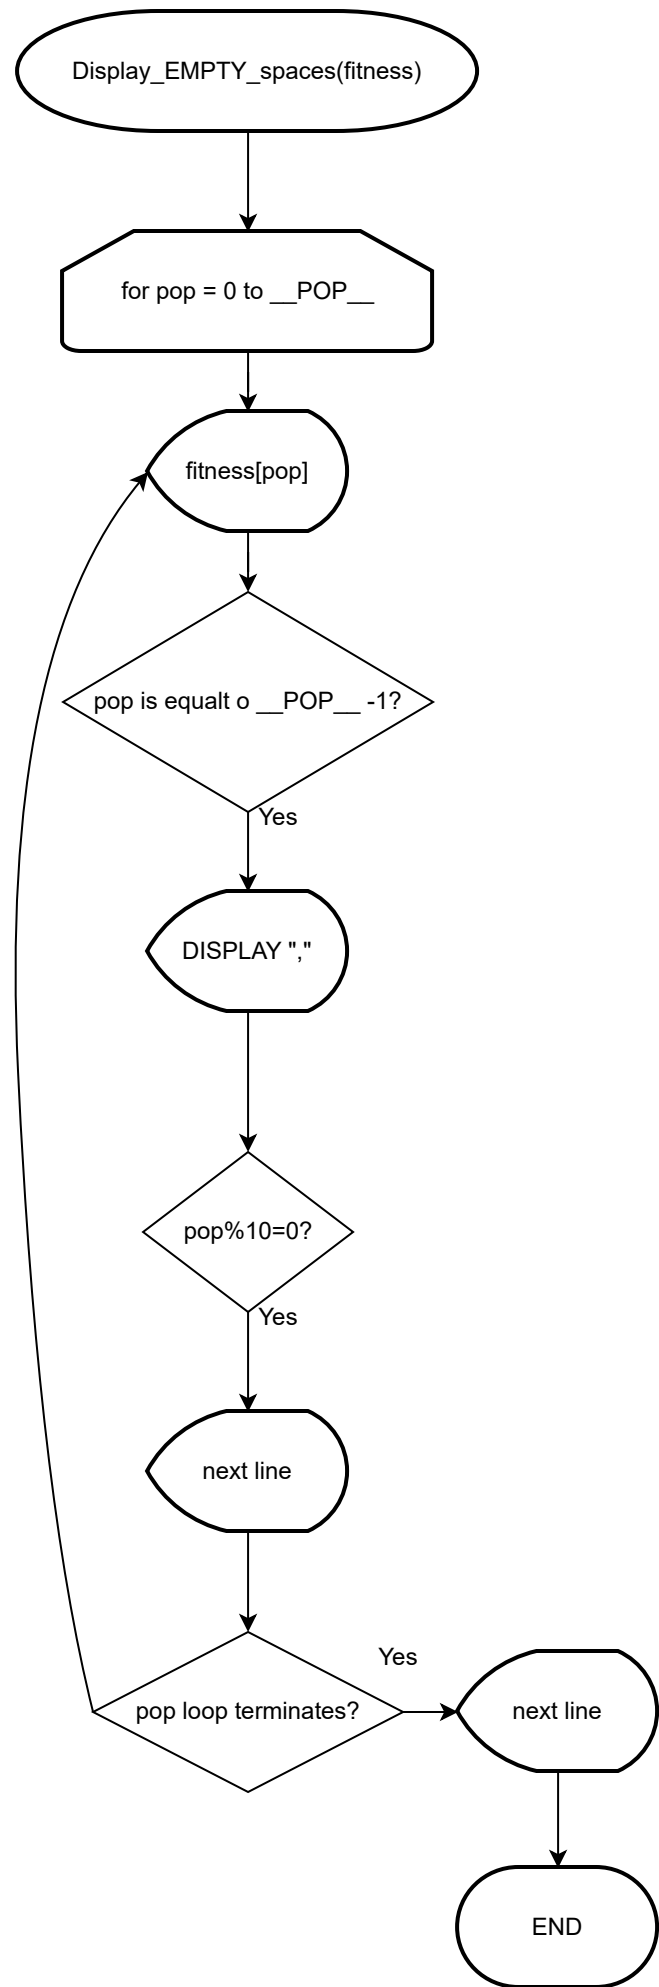 Display_EMPTY_spaces(fitness)
for pop = 0 to __POP__
fitness[pop]
pop is equalt o __POP__ -1?
Yes
DISPLAY ","
pop%10=0?
Yes
next line
Yes
pop loop terminates?
next line
END